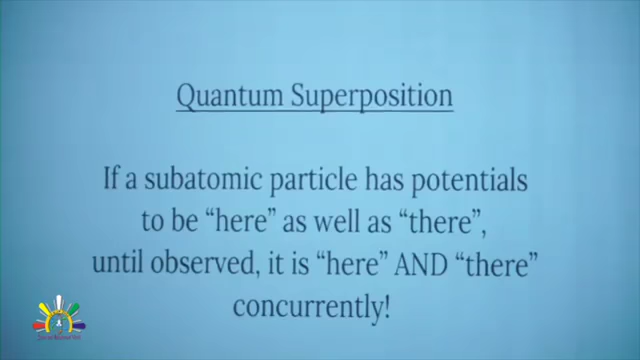 Quantum Superposition
If a subatomic particle has potentials
to be “here” as well as “there”,
until observed, it is “here” AND “there”
concurrently!